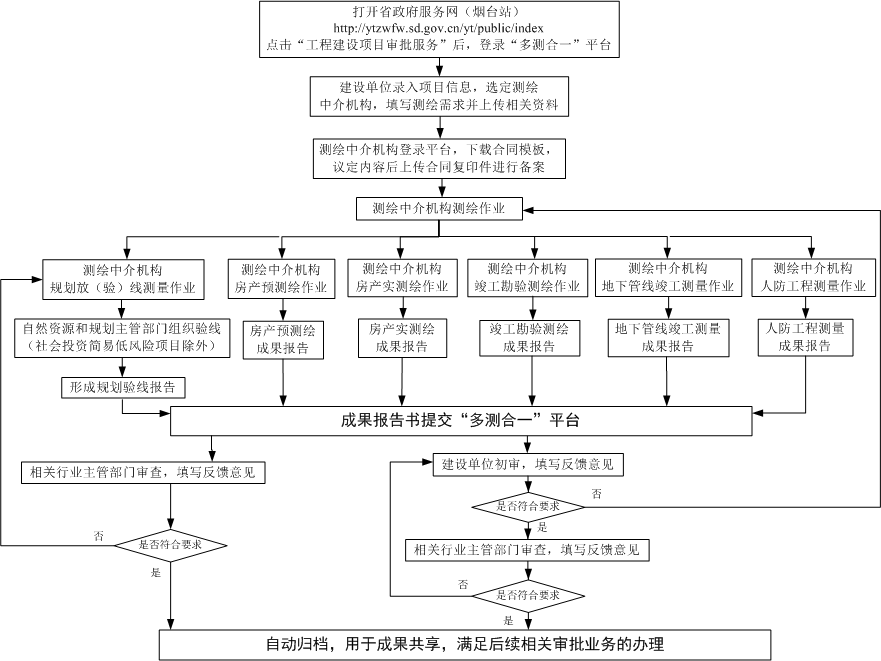 打开省政府服务网（烟台站）
http://ytzwfw.sd.gov.cn/yt/public/index
点击“工程建设项目审批服务”后，登录“多测合一”平台
建设单位录入项目信息，选定测绘
中介机构，填写测绘需求并上传相关资料
测绘中介机构登录平台，下载合同模板，
议定内容后上传合同复印件进行备案
测绘中介机构测绘作业
测绘中介机构
规划放（验）线测量作业
测绘中介机构
房产预测绘作业
测绘中介机构
房产实测绘作业
测绘中介机构
竣工勘验测绘作业
测绘中介机构
地下管线竣工测量作业
测绘中介机构
人防工程测量作业
自然资源和规划主管部门组织验线
（社会投资简易低风险项目除外）
房产预测绘
成果报告
房产实测绘
成果报告
竣工勘验测绘
成果报告
地下管线竣工测量
成果报告
人防工程测量
成果报告
形成规划验线报告
成果报告书提交“多测合一”平台
相关行业主管部门审查，填写反馈意见
建设单位初审，填写反馈意见
是否符合要求
否
是
相关行业主管部门审查，填写反馈意见
是否符合要求
否
是
是否符合要求
否
是
自动归档，用于成果共享，满足后续相关审批业务的办理